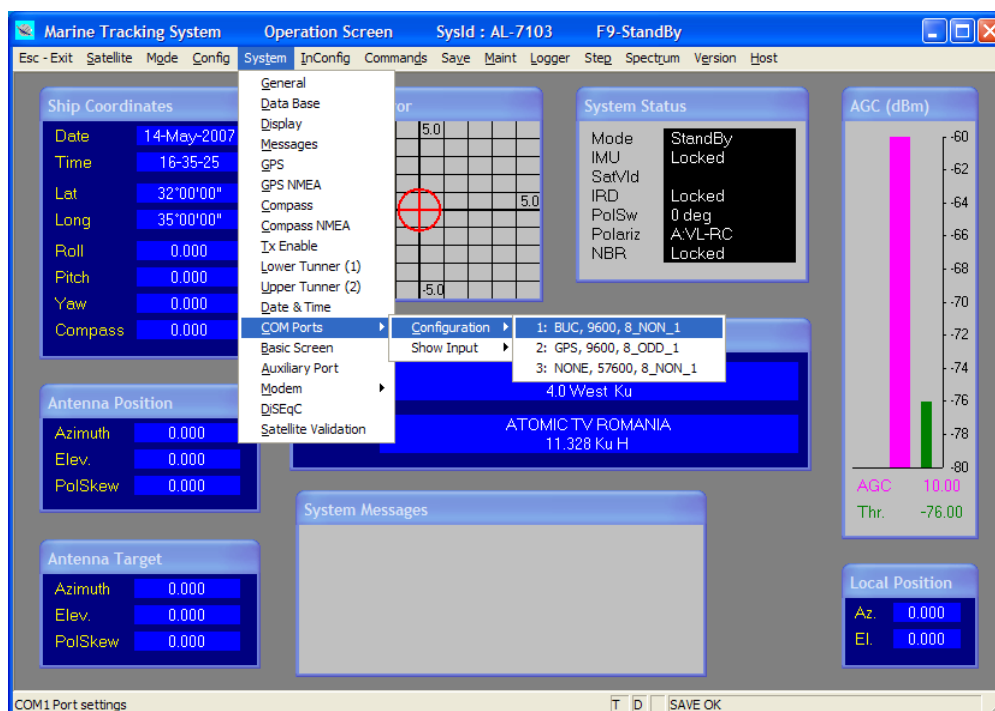 Marine Tracking System Operation Screen SysId : AL-7103 F9-StandBy
Esc - Exit Satellite Mode Config System InConfig Commands Save Maint Logger Step Spectrum Version Host
General
Data Base
Display
Messages
GPS
GPS NMEA
Compass
Compass NMEA
Tx Enable
Lower Tunner (1)
Upper Tunner (2)
Date & Time
COM Ports
Basic Screen
Auxiliary Port
Modem
DiSEqC
Satellite Validation
Configuration
Show Input
1: BUC, 9600, 8_NON_1
2: GPS, 9600, 8_ODD_1
3: NONE, 57600, 8_NON_1
Ship Coordinates
Date 14-May-2007
Time 16-35-25
Lat 32°00'00"
Long 35°00'00"
Roll 0.000
Pitch 0.000
Yaw 0.000
Compass 0.000
5.0
5.0
-5.0
System Status
Mode StandBy
IMU Locked
SatVld
IRD Locked
PolSw 0 deg
Polariz A:VL-RC
NBR Locked
AGC (dBm)
-60
-62
-64
-66
-68
-70
-72
-74
-76
-78
-80
AGC 10.00
Thr. -76.00
4.0 West Ku
ATOMIC TV ROMANIA
11.328 Ku H
Antenna Position
Azimuth 0.000
Elev. 0.000
PolSkew 0.000
System Messages
Antenna Target
Azimuth 0.000
Elev. 0.000
PolSkew 0.000
Local Position
Az. 0.000
El. 0.000
COM1 Port settings T D SAVE OK